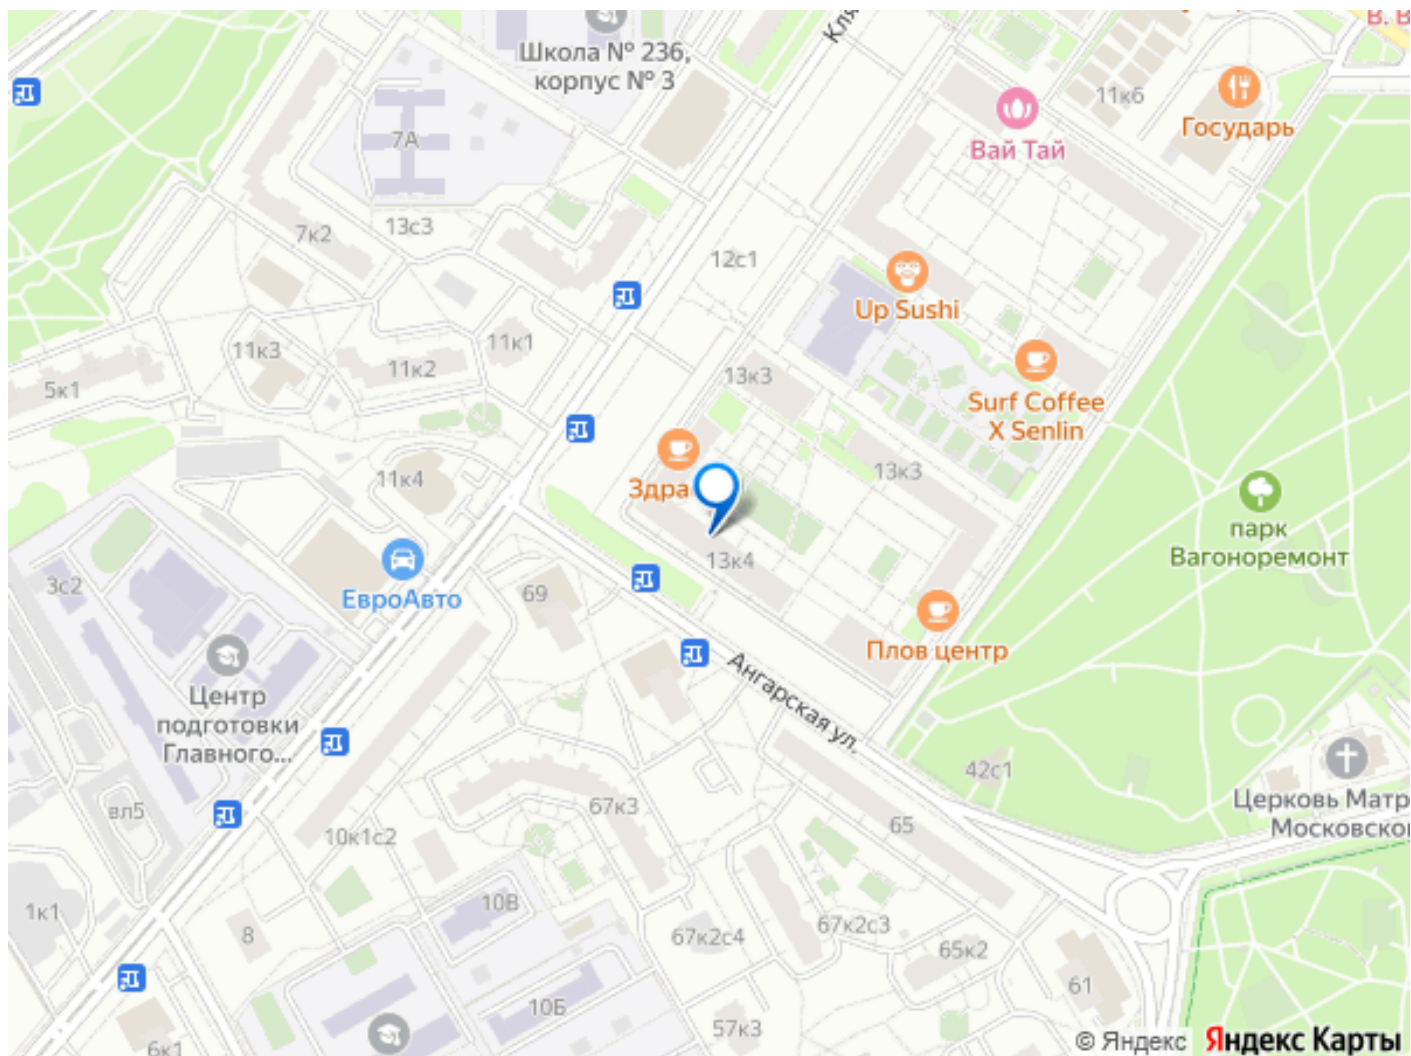 В. В
Кля
Школа № 236,
корпус № 3
11к6
Государь
Вай Тай
7А
13с3
7к2
12с1
Up Sushi
11к3
11к1
11к2
5к1
13к3
Surf Coffee
X Senlin
13к3
11к4
Здра
парк
Вагоноремонт
13к4
3с2
ЕвроАвто
69
Плов центр
Центр
подготовки
Главного...
Ангарская ул.
42с1
Церковь Матр
Московско
вл5
67к3
65
10к1с2
1к1
8
10В
67к2с4
67к2с3
65к2
61
10Б
57к3
6к1
© Яндекс Яндекс Карты